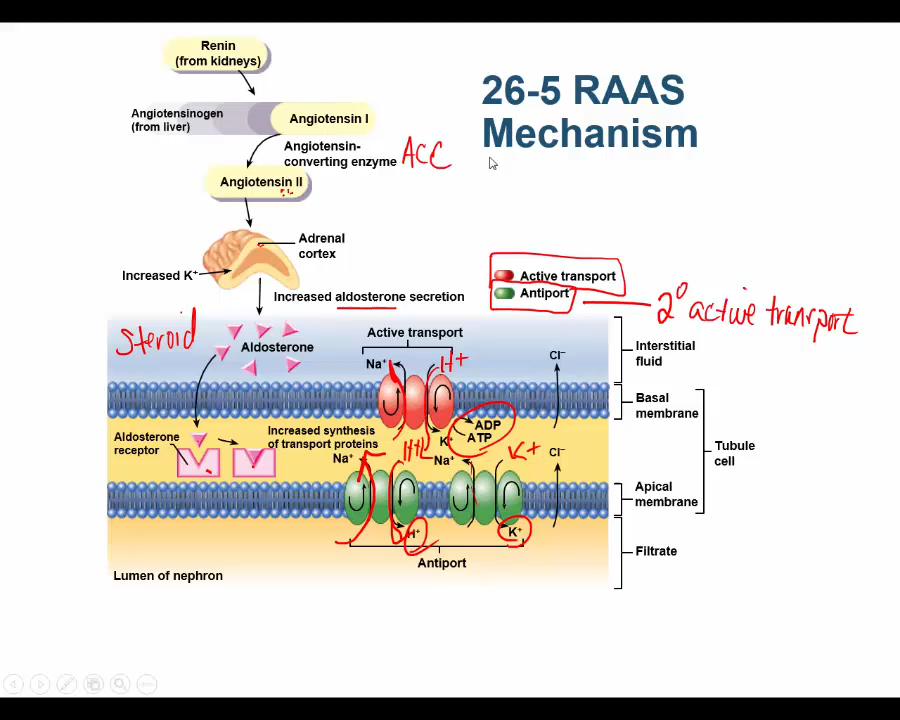 Renin
(from kidneys)
26-5 RAAS
Mechanism
Angiotensinogen
(from liver)
Angiotensin I
Angiotensin-
converting enzyme
ACE
Angiotensin II
Adrenal
cortex
Increased K⁺
Increased aldosterone secretion
Active transport
Antiport
2° active transport
Steroid
Aldosterone
Active transport
Na⁺
H+
Cl⁻
Interstitial
fluid
Basal
membrane
K⁺
ADP
ATP
Aldosterone
receptor
Increased synthesis
of transport proteins
Na⁺
H+
Na⁺
K+
Cl⁻
Tubule
cell
Apical
membrane
H⁺
K⁺
Antiport
Filtrate
Lumen of nephron